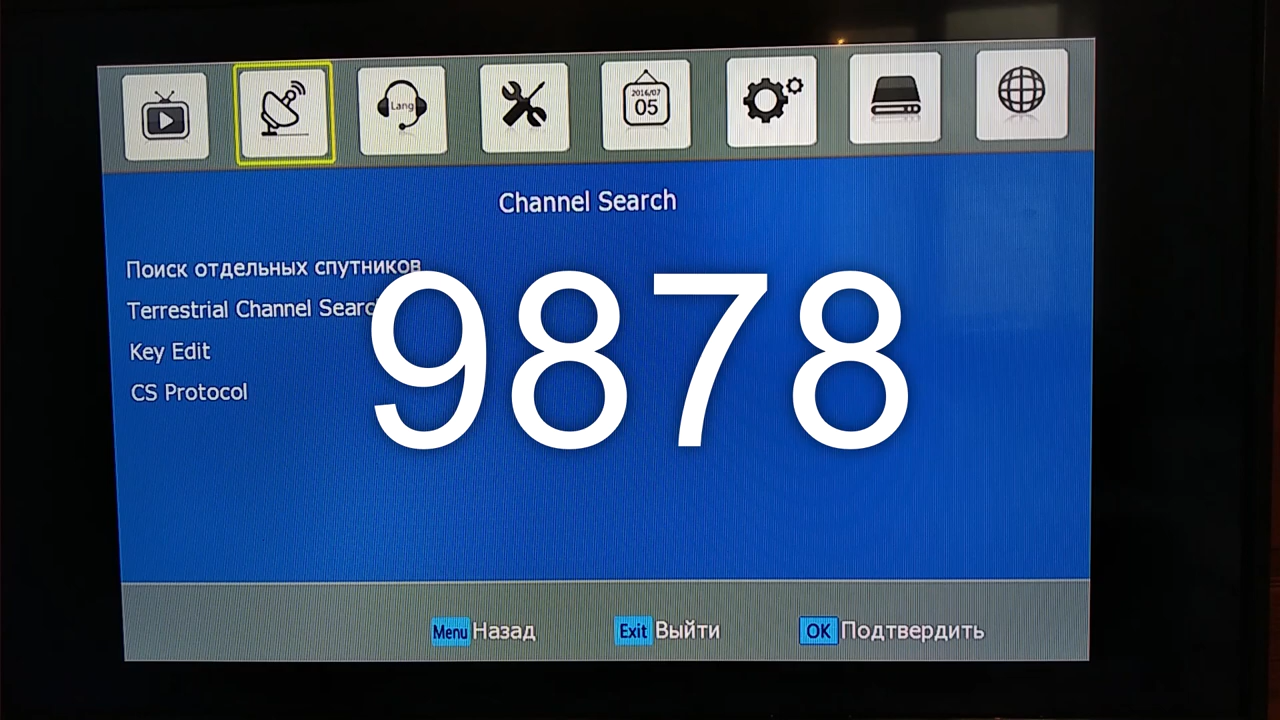 Lang
2016/07
05
Channel Search
Поиск отдельных спутников
Terrestrial Channel Searc
Key Edit
CS Protocol
9878
Menu Назад Exit Выйти OK Подтвердить